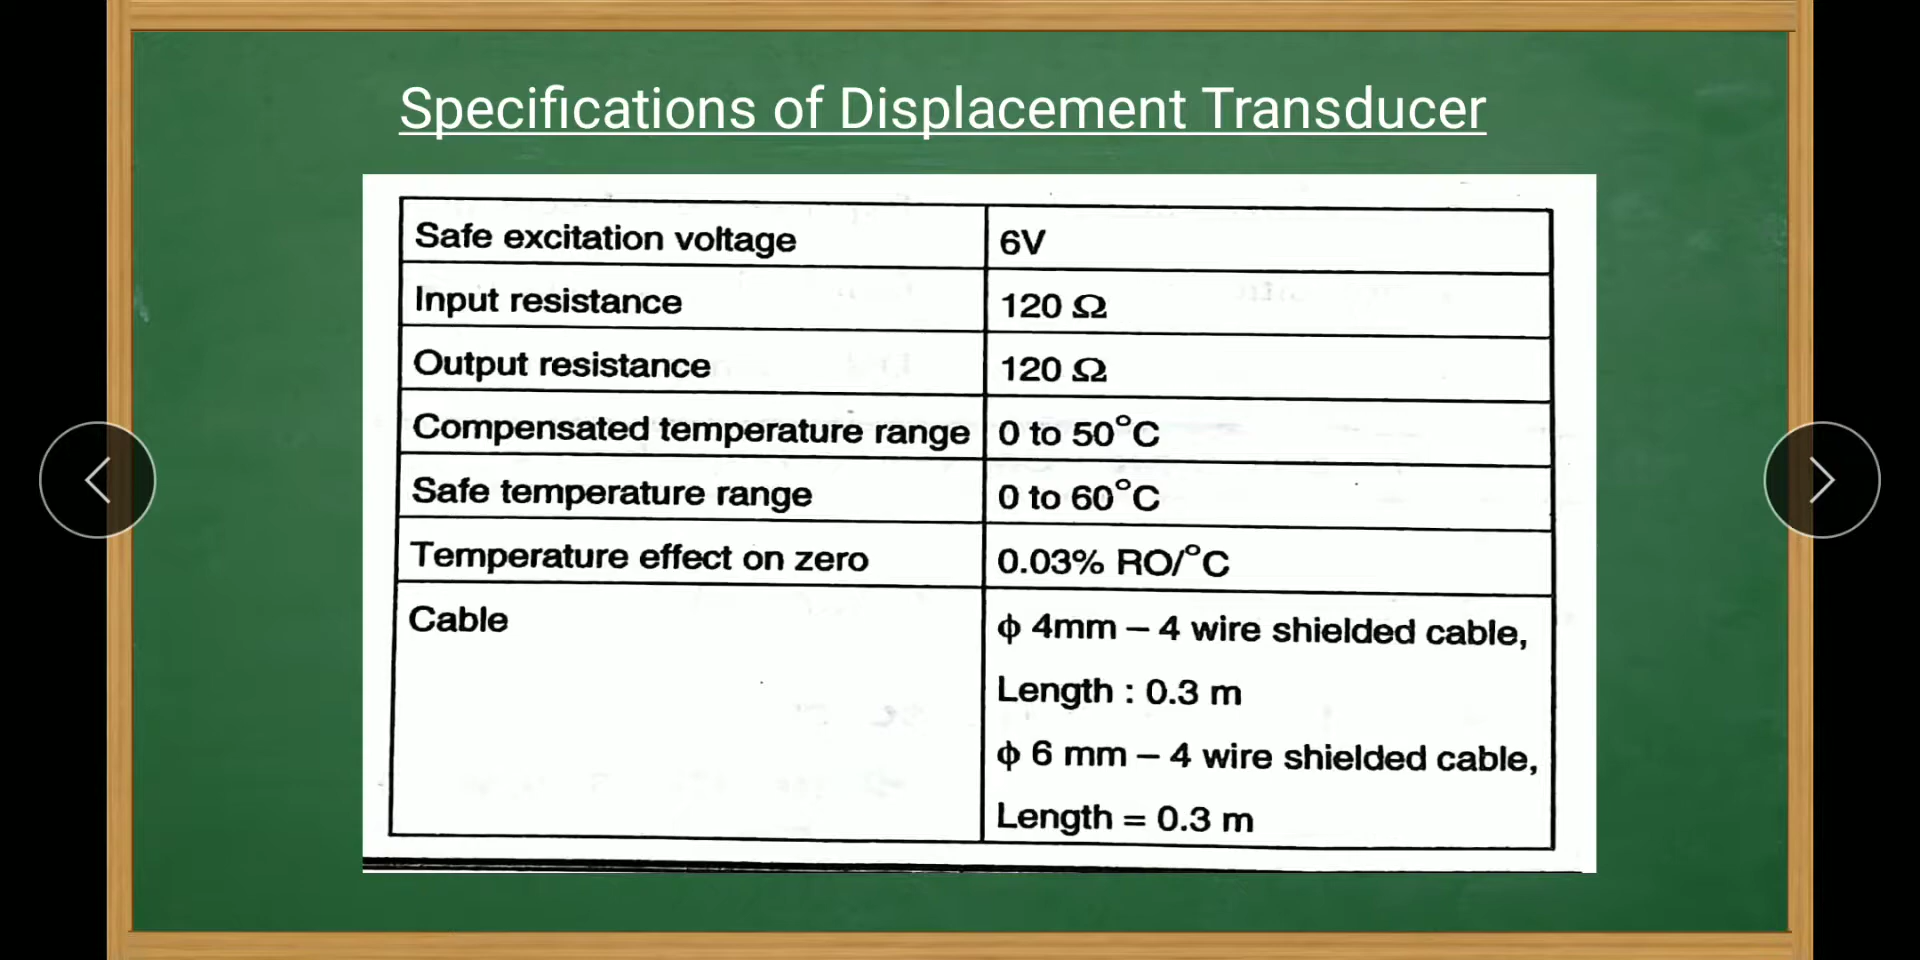 Specifications of Displacement Transducer
Safe excitation voltage 6V
Input resistance 120 Ω
Output resistance 120 Ω
Compensated temperature range 0 to 50°C
Safe temperature range 0 to 60°C
Temperature effect on zero 0.03% RO/°C
Cable ϕ 4mm – 4 wire shielded cable,
Length : 0.3 m
ϕ 6 mm – 4 wire shielded cable,
Length = 0.3 m